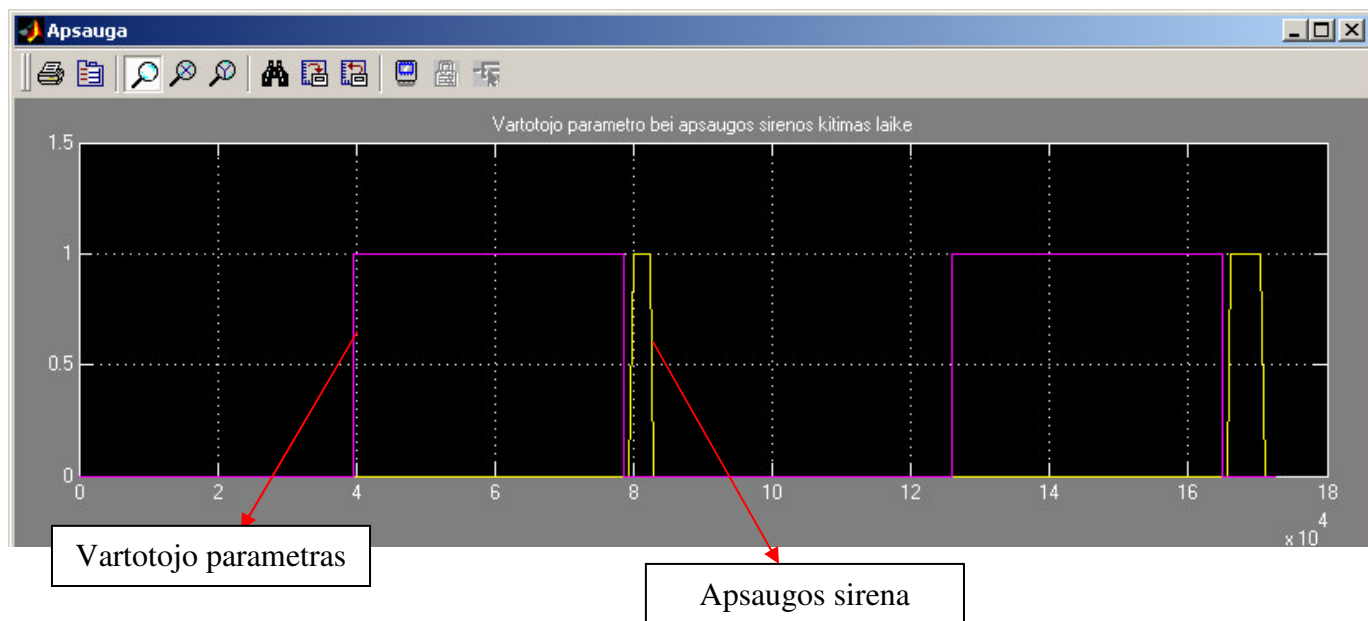 Apsauga
Vartotojo parametro bei apsaugos sirenos kitimas laike
1.5
1
0.5
0
0 2 4 6 8 10 12 14 16 18
x 10
4
Vartotojo parametras
Apsaugos sirena